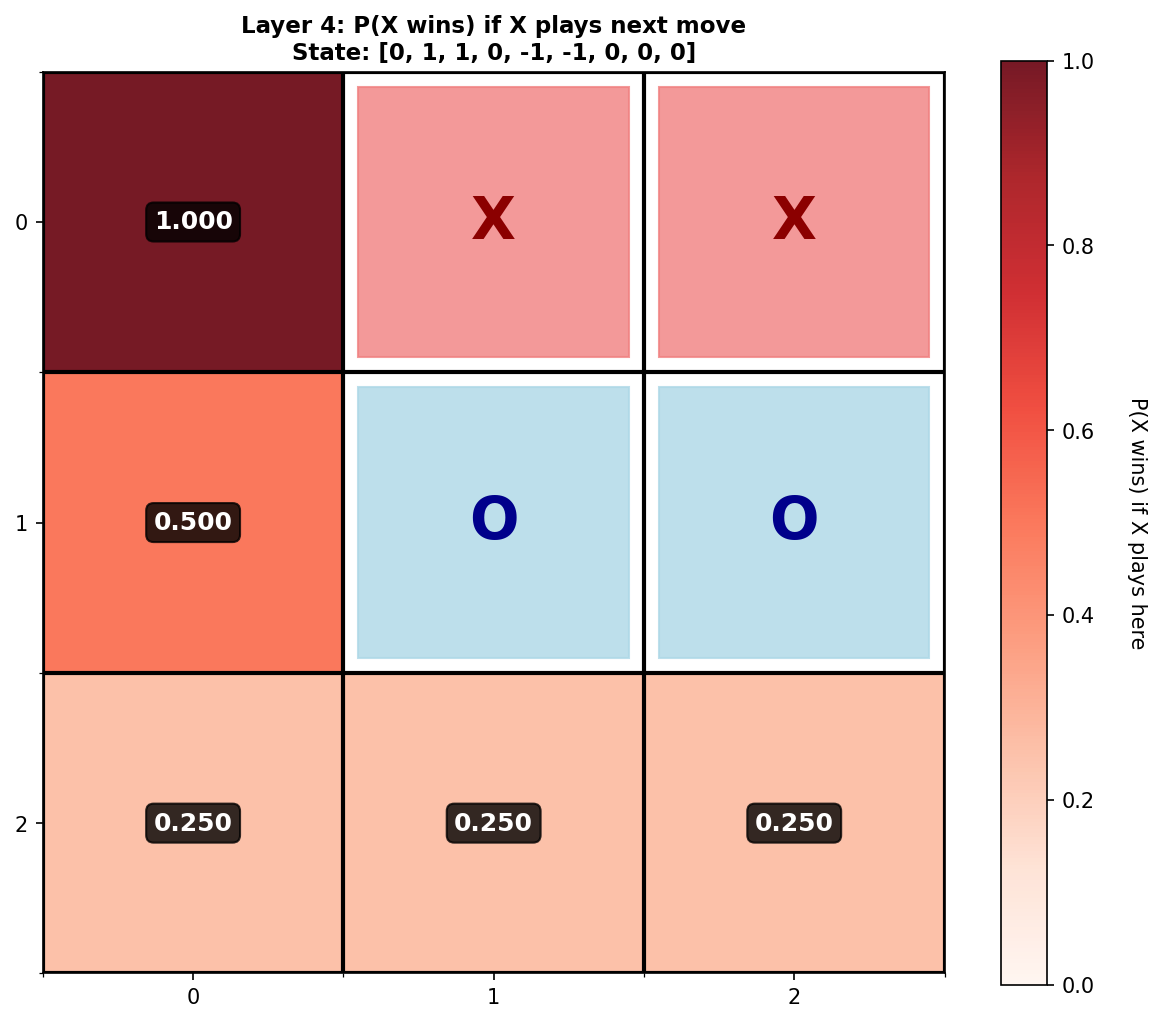 Layer 4: P(X wins) if X plays next move
State: [0, 1, 1, 0, -1, -1, 0, 0, 0]
1.0
0.8
0.6
0.4
0.2
0.0
P(X wins) if X plays here
0
1.000
X
X
1
0.500
O
O
2
0.250
0.250
0.250
0
1
2